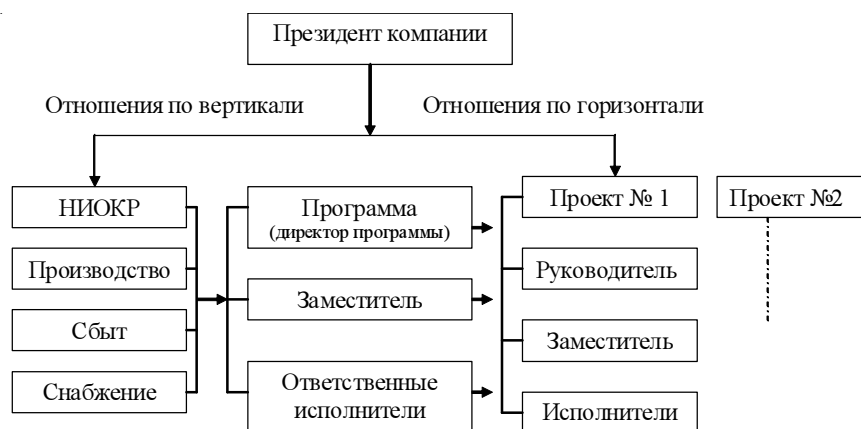 Президент компании
Отношения по вертикали
Отношения по горизонтали
НИОКР
Производство
Сбыт
Снабжение
Программа
(директор программы)
Заместитель
Ответственные
исполнители
Проект № 1
Руководитель
Заместитель
Исполнители
Проект №2